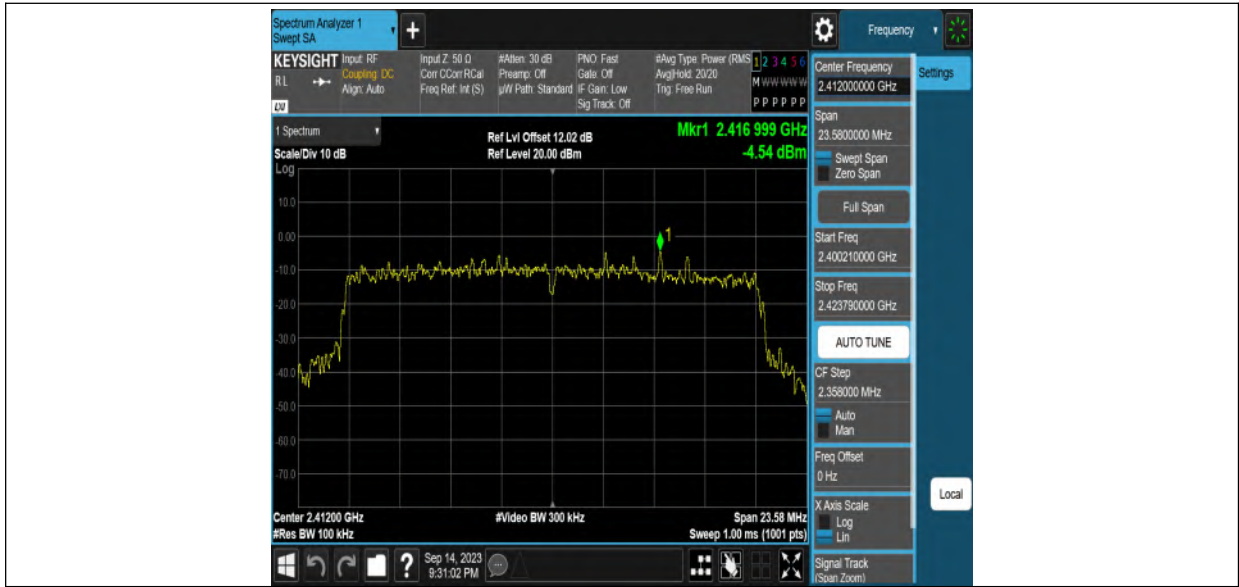 Spectrum Analyzer 1
Swept SA
+
Frequency
KEYSIGHT
RL
LXI
Input: RF
Coupling: DC
Align: Auto
Input Z: 50 Ω
Corr CCorr RCal
Freq Ref: Int (S)
#Atten: 30 dB
Preamp: Off
µW Path: Standard
PNO: Fast
Gate: Off
IF Gain: Low
Sig Track: Off
#Avg Type: Power (RMS
Avg|Hold: 20/20
Trig: Free Run
1 2 3 4 5 6
M W W W W W
P P P P P P
1 Spectrum
Scale/Div 10 dB
Log
Ref Lvl Offset 12.02 dB
Ref Level 20.00 dBm
Mkr1 2.416 999 GHz
-4.54 dBm
10.0
0.00
-10.0
-20.0
-30.0
-40.0
-50.0
-60.0
-70.0
1
Center 2.41200 GHz
#Res BW 100 kHz
#Video BW 300 kHz
Span 23.58 MHz
Sweep 1.00 ms (1001 pts)
Center Frequency
2.412000000 GHz
Span
23.5800000 MHz
Swept Span
Zero Span
Full Span
Start Freq
2.400210000 GHz
Stop Freq
2.423790000 GHz
AUTO TUNE
CF Step
2.358000 MHz
Auto
Man
Freq Offset
0 Hz
X Axis Scale
Log
Lin
Signal Track
(Span Zoom)
Settings
Local
?
Sep 14, 2023
9:31:02 PM